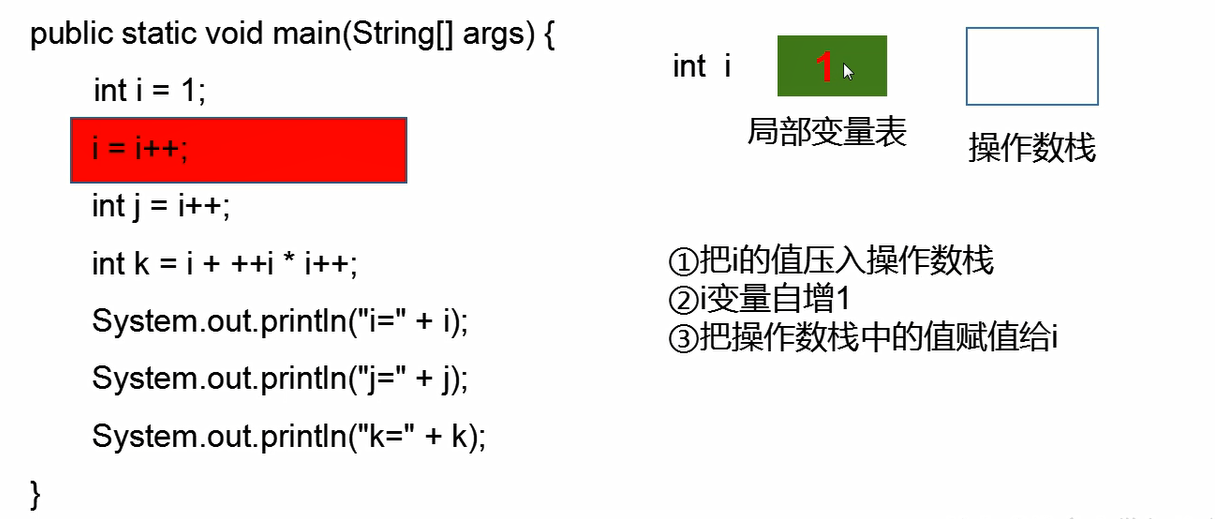 public static void main(String[] args) {
int i = 1;
i = i++;
int j = i++;
int k = i + ++i * i++;
System.out.println("i=" + i);
System.out.println("j=" + j);
System.out.println("k=" + k);
}
int i 1
局部变量表
操作数栈
①把i的值压入操作数栈
②i变量自增1
③把操作数栈中的值赋值给i